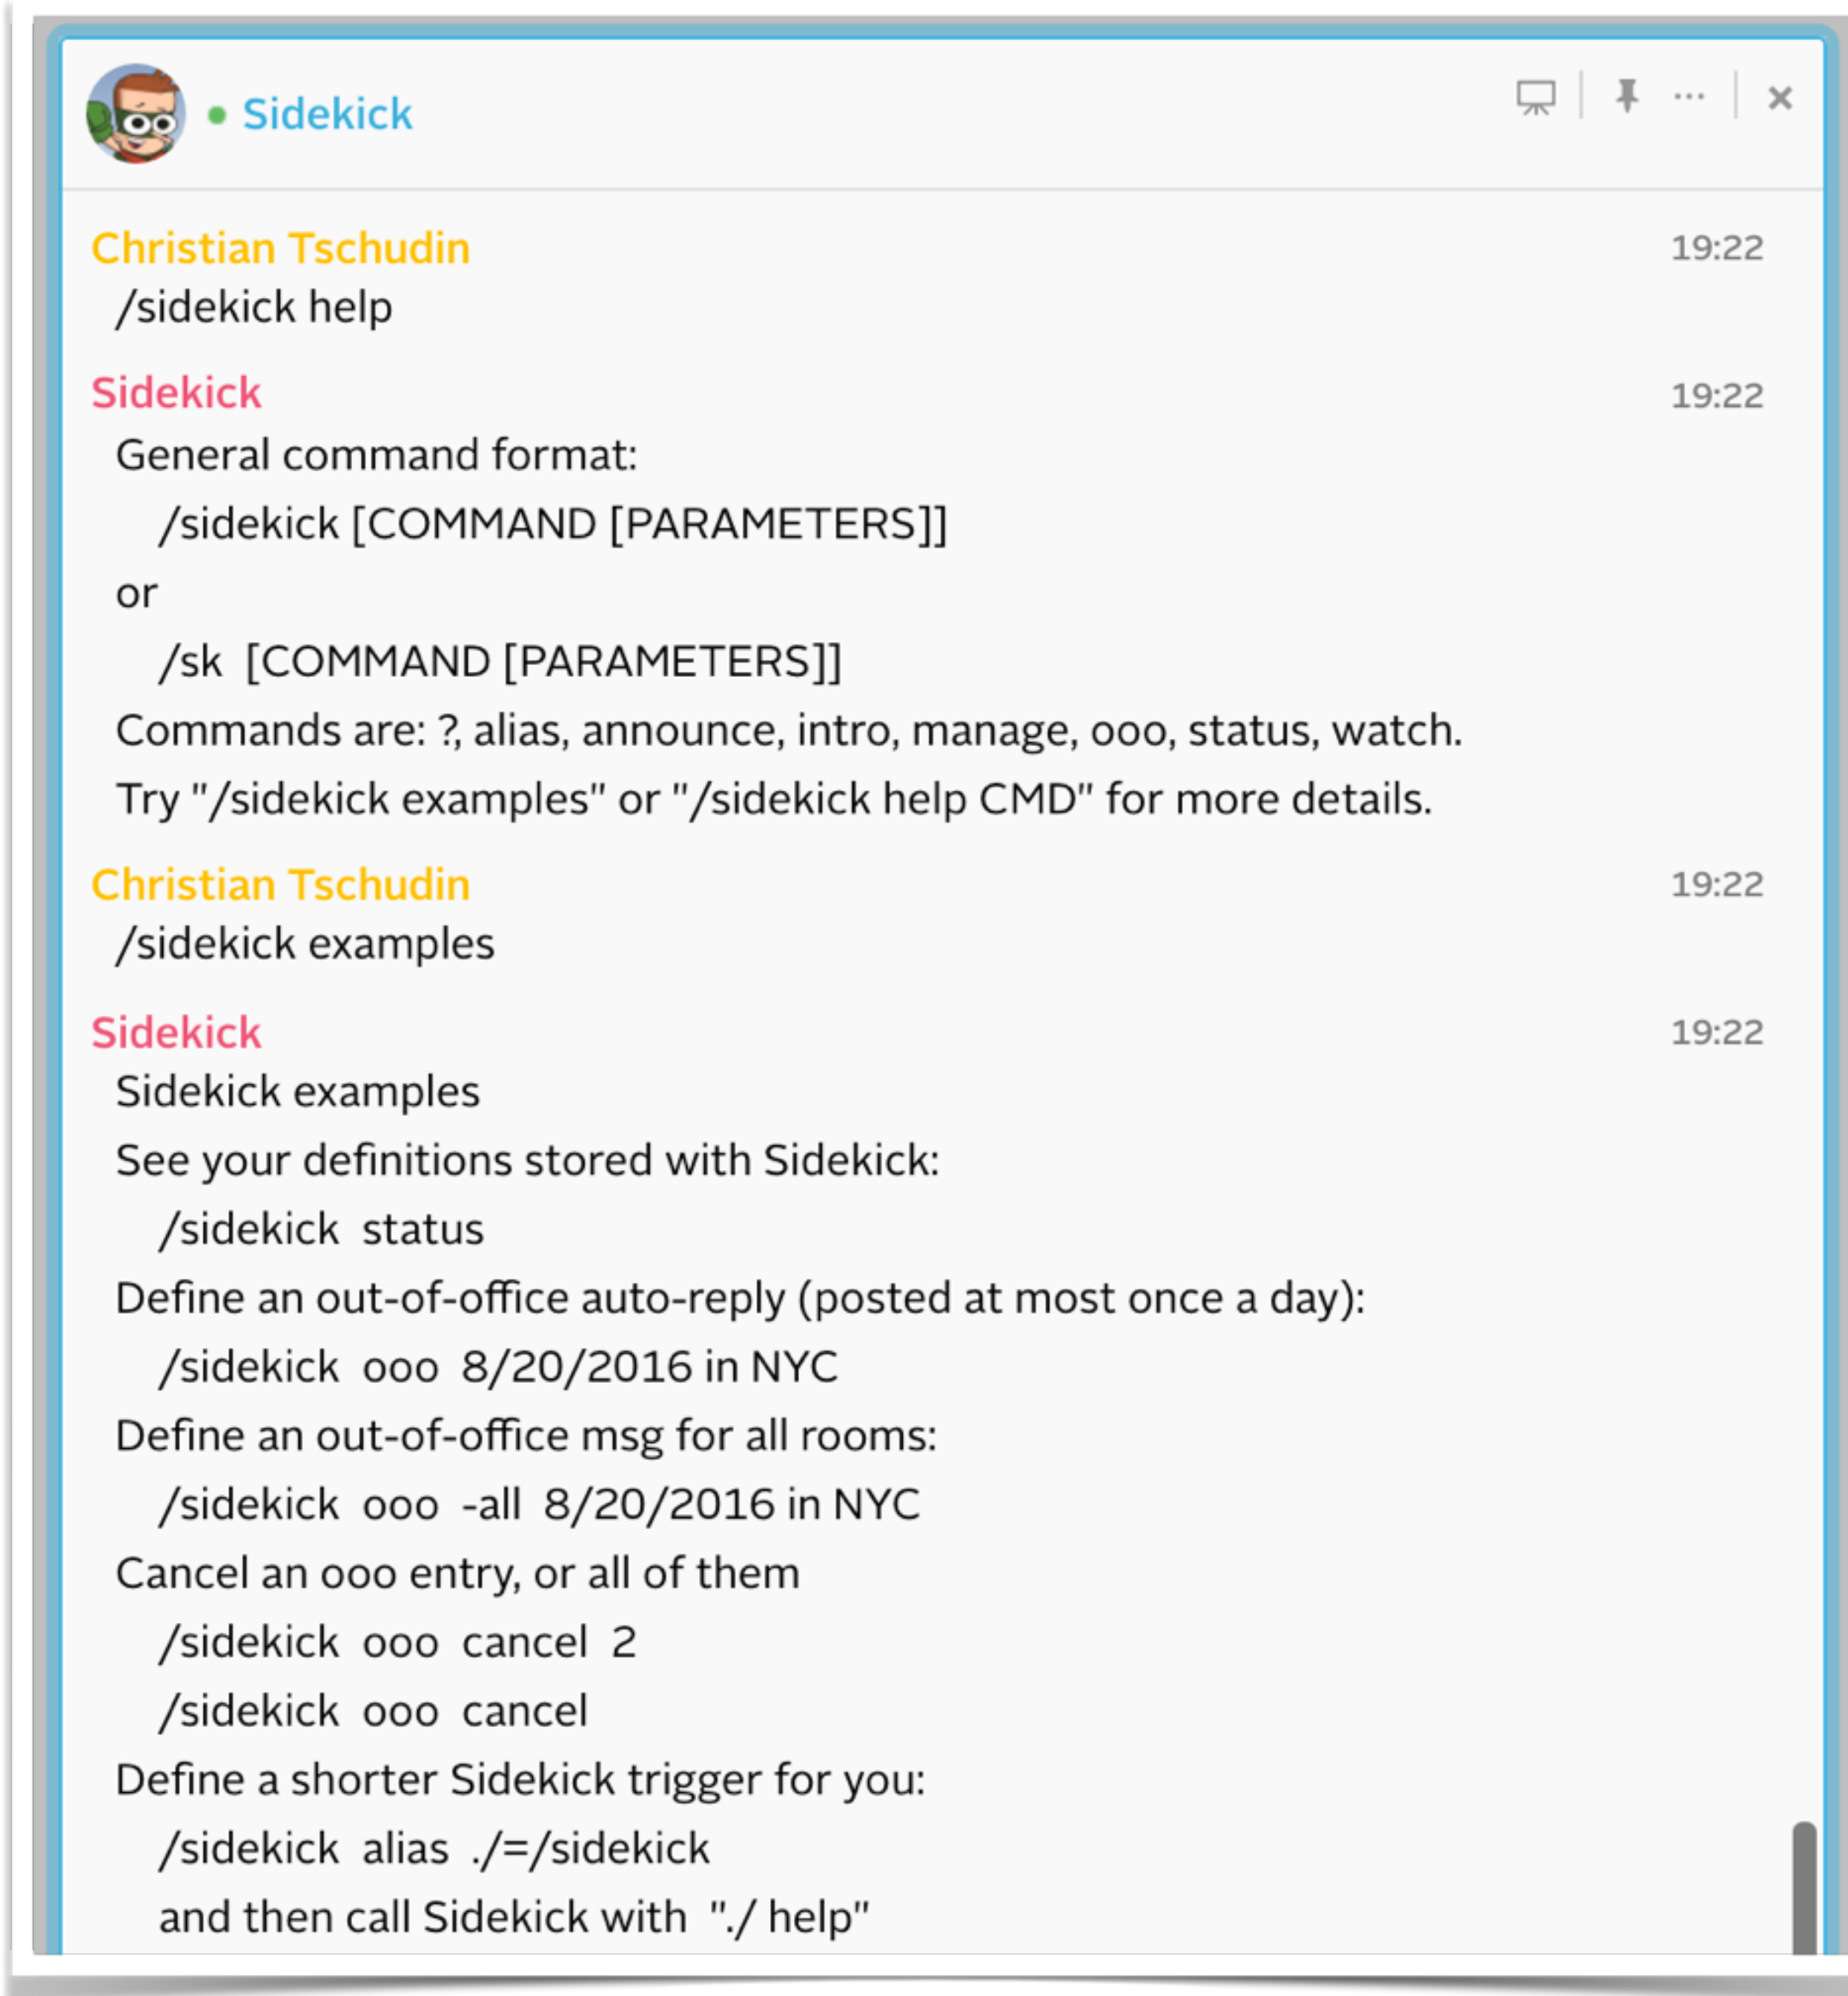 Sidekick
Christian Tschudin 19:22
/sidekick help
Sidekick 19:22
General command format:
/sidekick [COMMAND [PARAMETERS]]
or
/sk [COMMAND [PARAMETERS]]
Commands are: ?, alias, announce, intro, manage, ooo, status, watch.
Try "/sidekick examples" or "/sidekick help CMD" for more details.
Christian Tschudin 19:22
/sidekick examples
Sidekick 19:22
Sidekick examples
See your definitions stored with Sidekick:
/sidekick status
Define an out-of-office auto-reply (posted at most once a day):
/sidekick ooo 8/20/2016 in NYC
Define an out-of-office msg for all rooms:
/sidekick ooo -all 8/20/2016 in NYC
Cancel an ooo entry, or all of them
/sidekick ooo cancel 2
/sidekick ooo cancel
Define a shorter Sidekick trigger for you:
/sidekick alias ./=/sidekick
and then call Sidekick with "./ help"